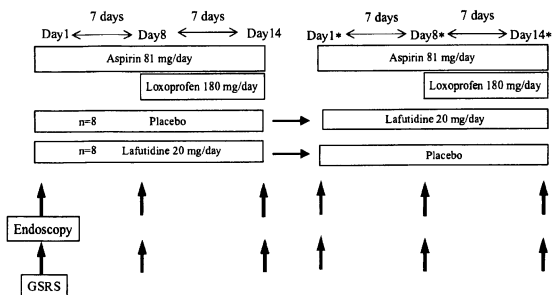 7 days 7 days 7 days 7 days
Day1 Day8 Day14 Day1* Day8* Day14*
Aspirin 81 mg/day Aspirin 81 mg/day
Loxoprofen 180 mg/day Loxoprofen 180 mg/day
n=8 Placebo Lafutidine 20 mg/day
n=8 Lafutidine 20 mg/day Placebo
Endoscopy
GSRS